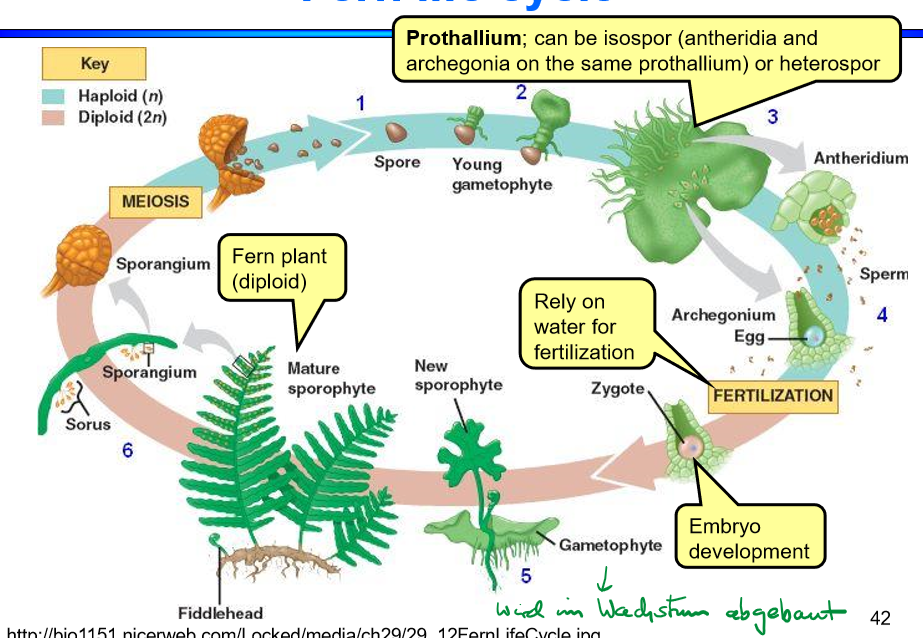 Fern life cycle
Prothallium; can be isospor (antheridia and
archegonia on the same prothallium) or heterospor
Key
Haploid (n)
Diploid (2n)
1
2
3
Spore
Young
gametophyte
Antheridium
MEIOSIS
Sporangium
Fern plant
(diploid)
Sperm
Rely on
water for
fertilization
Archegonium
Egg
4
Sporangium
Mature
sporophyte
New
sporophyte
Zygote
FERTILIZATION
Sorus
6
Embryo
development
Gametophyte
5
wird im Wachstum abgebaut
42
Fiddlehead
http://bio1151.nicerweb.com/Locked/media/ch29/29_12FernLifeCycle.jpg